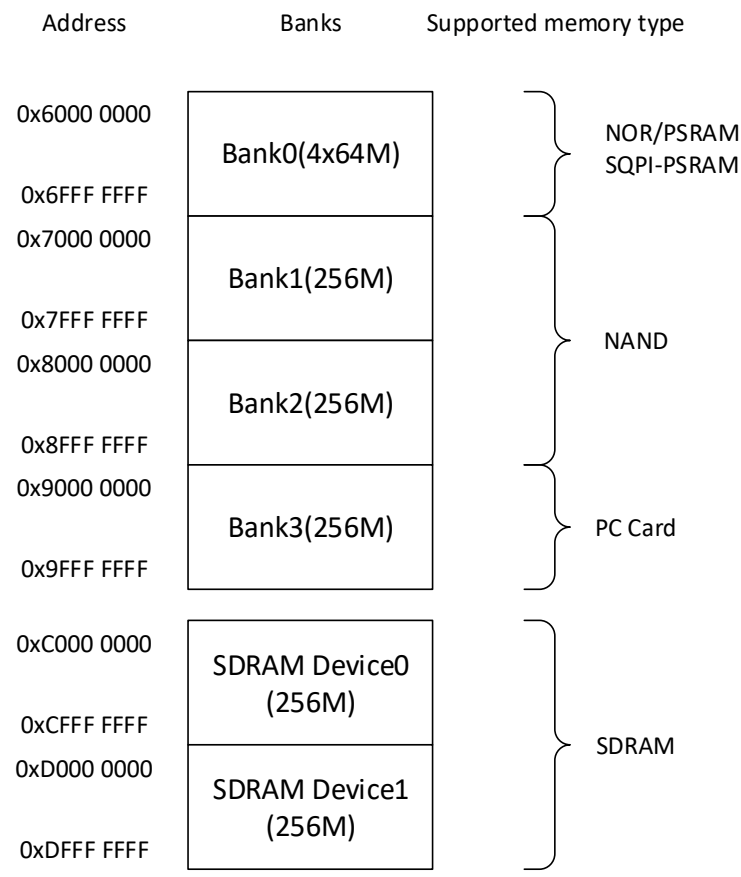 Address Banks Supported memory type
0x6000 0000
Bank0(4x64M)
NOR/PSRAM
SQPI-PSRAM
0x6FFF FFFF
0x7000 0000
Bank1(256M)
0x7FFF FFFF
NAND
0x8000 0000
Bank2(256M)
0x8FFF FFFF
0x9000 0000
Bank3(256M)
PC Card
0x9FFF FFFF
0xC000 0000
SDRAM Device0
(256M)
0xCFFF FFFF
SDRAM
0xD000 0000
SDRAM Device1
(256M)
0xDFFF FFFF